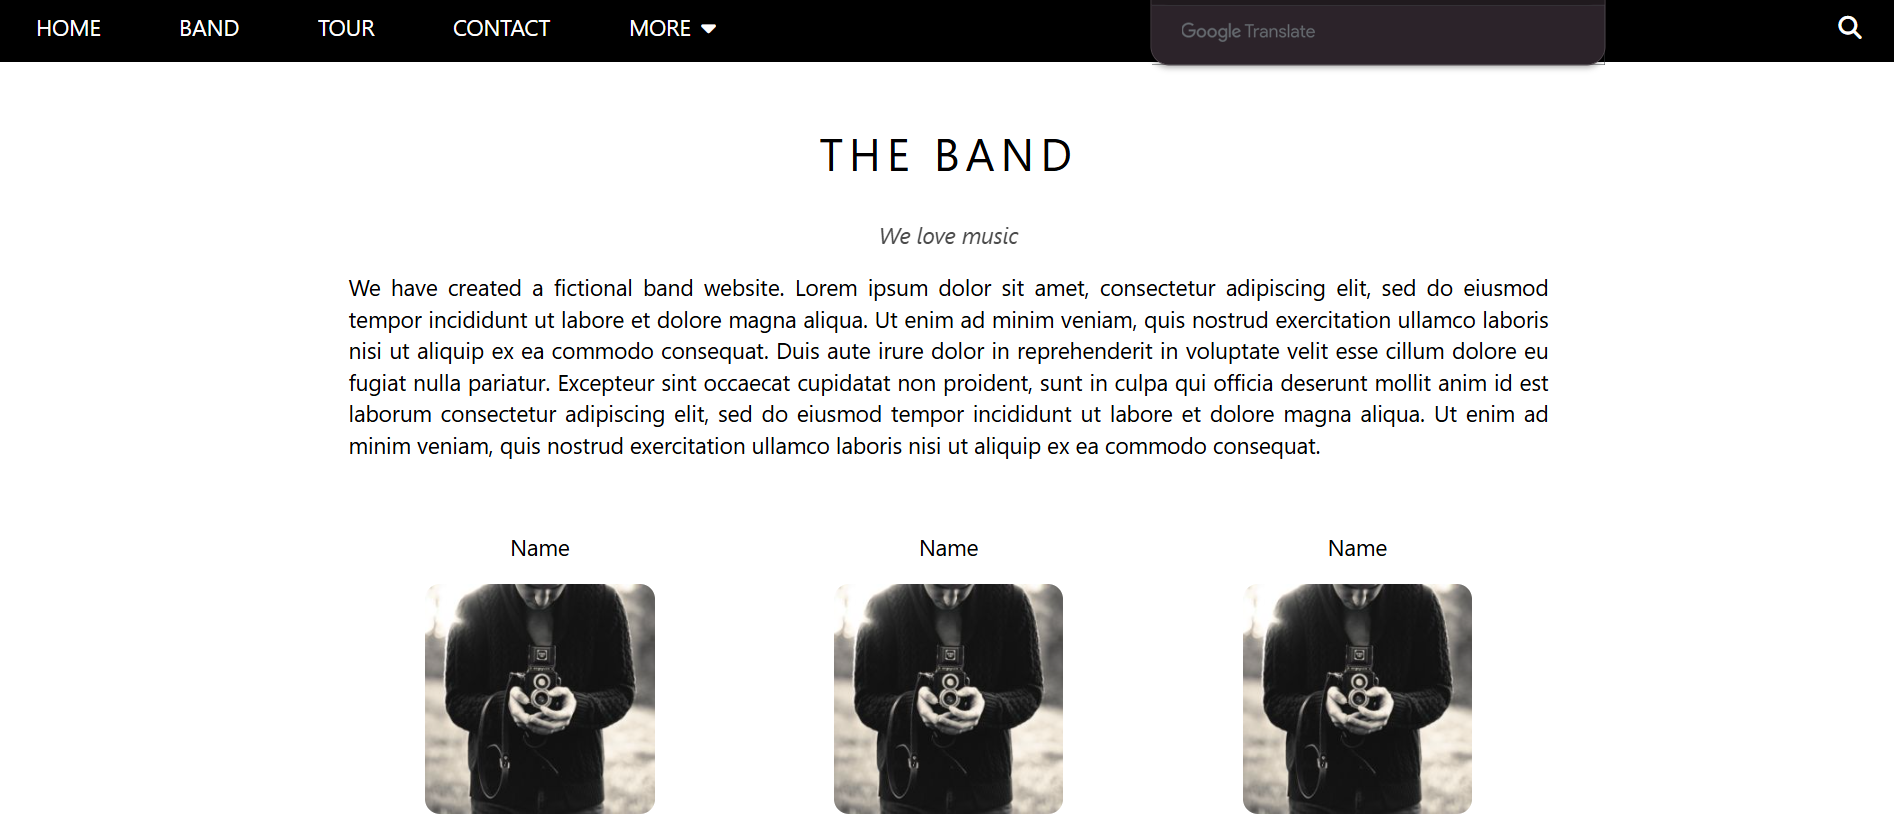 HOME BAND TOUR CONTACT MORE
Google Translate
THE BAND
We love music
We have created a fictional band website. Lorem ipsum dolor sit amet, consectetur adipiscing elit, sed do eiusmod
tempor incididunt ut labore et dolore magna aliqua. Ut enim ad minim veniam, quis nostrud exercitation ullamco laboris
nisi ut aliquip ex ea commodo consequat. Duis aute irure dolor in reprehenderit in voluptate velit esse cillum dolore eu
fugiat nulla pariatur. Excepteur sint occaecat cupidatat non proident, sunt in culpa qui officia deserunt mollit anim id est
laborum consectetur adipiscing elit, sed do eiusmod tempor incididunt ut labore et dolore magna aliqua. Ut enim ad
minim veniam, quis nostrud exercitation ullamco laboris nisi ut aliquip ex ea commodo consequat.
Name Name Name